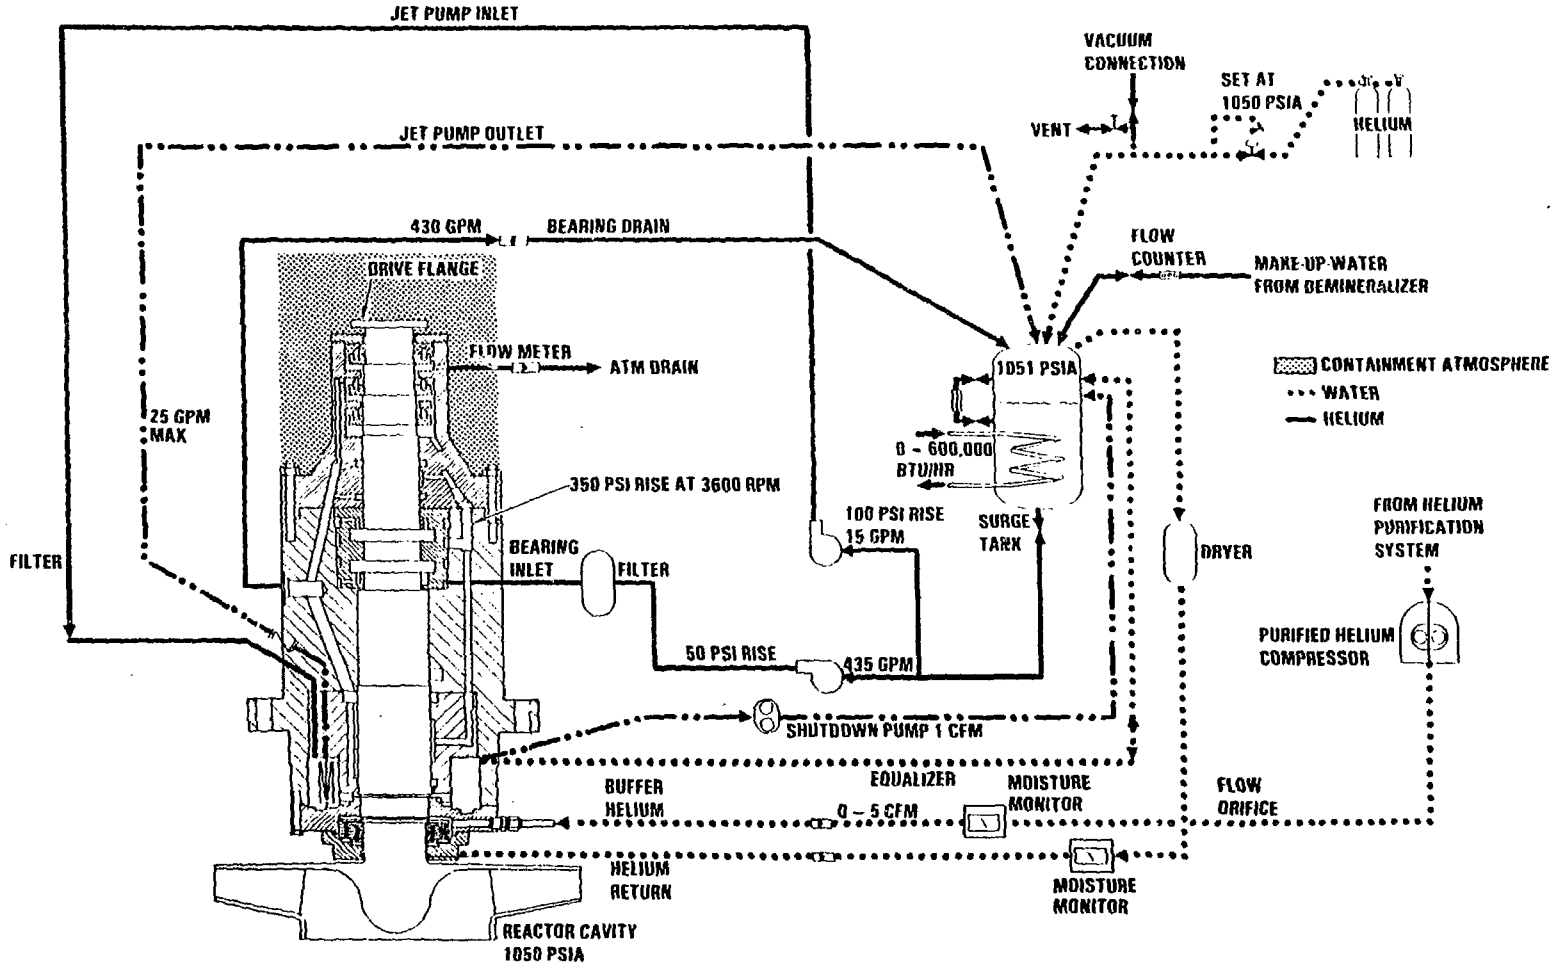 JET PUMP INLET
VACUUM
CONNECTION
SET AT
1050 PSIA
HELIUM
VENT
JET PUMP OUTLET
430 GPM
BEARING DRAIN
FLOW
COUNTER
MAKE-UP-WATER
FROM DEMINERALIZER
DRIVE FLANGE
FLOW METER
ATM DRAIN
1051 PSIA
CONTAINMENT ATMOSPHERE
WATER
HELIUM
25 GPM
MAX
0 – 600,000
BTU/HR
350 PSI RISE AT 3600 RPM
100 PSI RISE
15 GPM
SURGE
TANK
FROM HELIUM
PURIFICATION
SYSTEM
BEARING
INLET
FILTER
FILTER
DRYER
PURIFIED HELIUM
COMPRESSOR
50 PSI RISE
435 GPM
SHUTDOWN PUMP 1 CFM
EQUALIZER
BUFFER
HELIUM
0 – 5 CFM
MOISTURE
MONITOR
FLOW
ORIFICE
HELIUM
RETURN
MOISTURE
MONITOR
REACTOR CAVITY
1050 PSIA